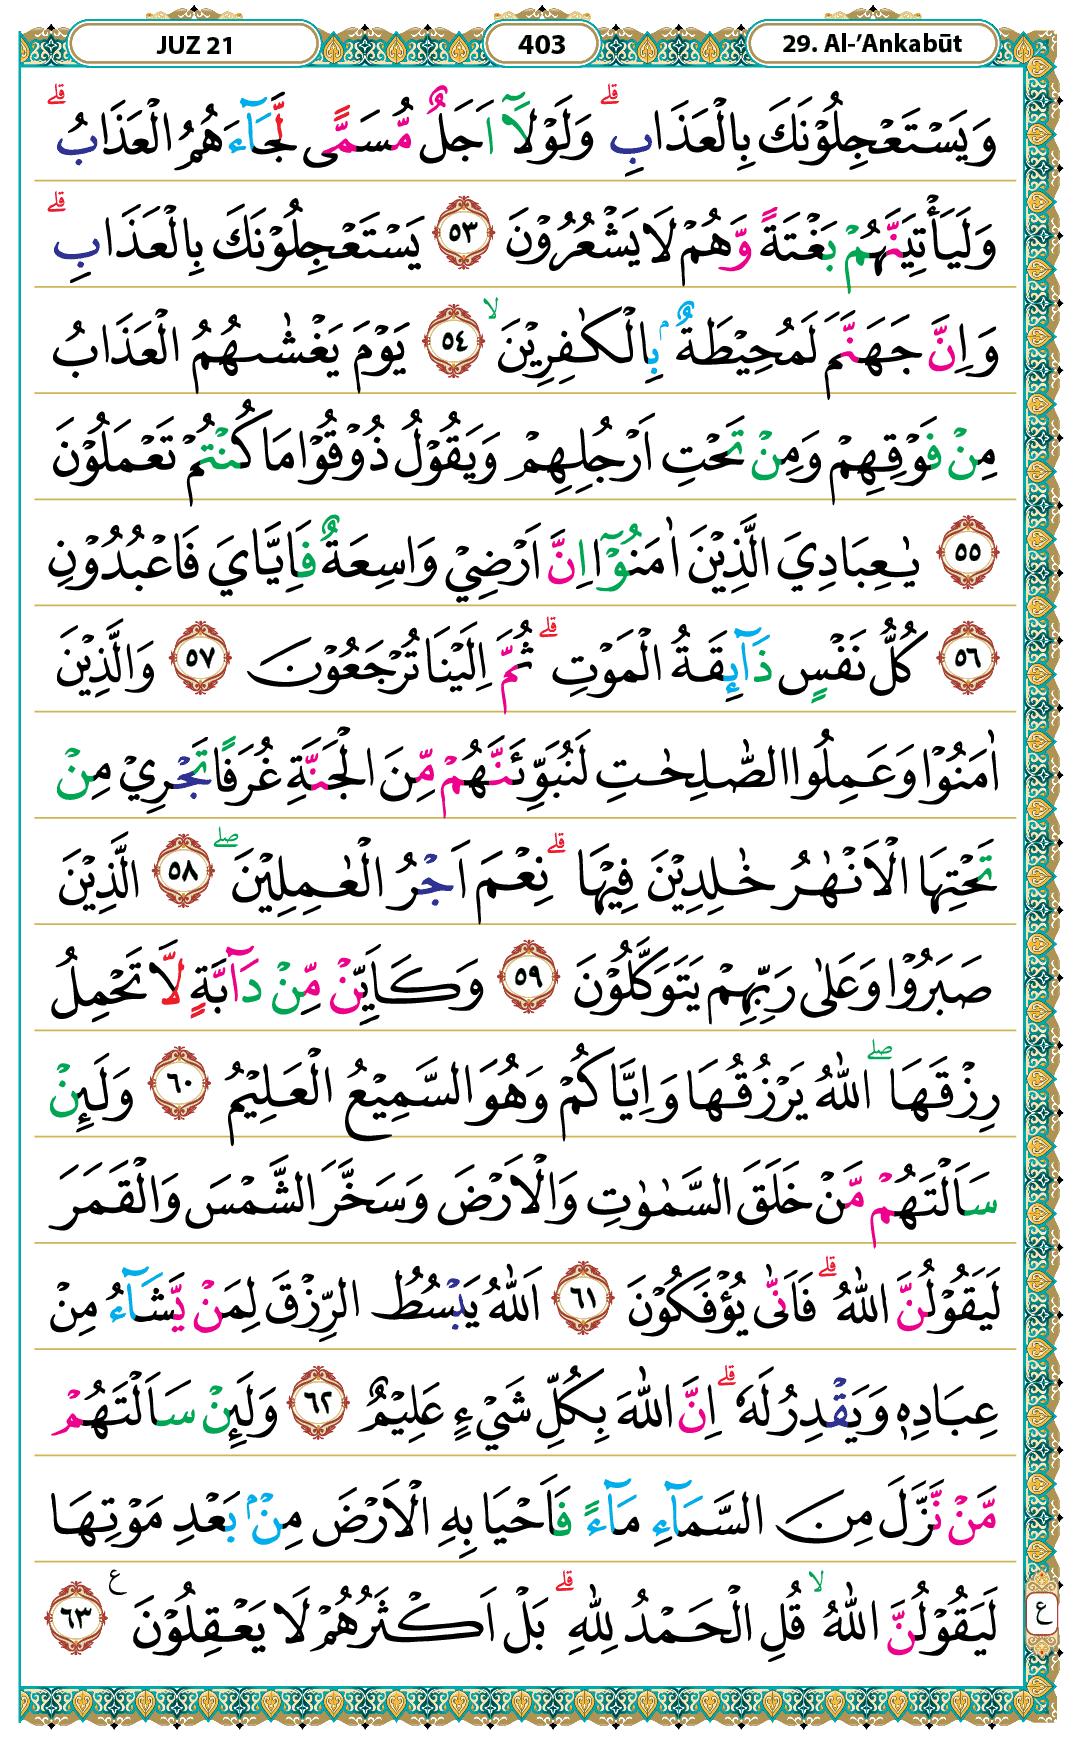 JUZ 21
403
29. Al-’Ankabūt
وَيَسْتَعْجِلُوْنَكَ بِالْعَذَابِۗ وَلَوْلَآ اَجَلٌ مُّسَمًّى لَّجَآءَهُمُ الْعَذَابُۗ
وَلَيَأْتِيَنَّهُمْ بَغْتَةً وَّهُمْ لَا يَشْعُرُوْنَ ٥٣ يَسْتَعْجِلُوْنَكَ بِالْعَذَابِۗ
وَاِنَّ جَهَنَّمَ لَمُحِيْطَةٌ ۢ بِالْكٰفِرِيْنَۙ ٥٤ يَوْمَ يَغْشٰىهُمُ الْعَذَابُ
مِنْ فَوْقِهِمْ وَمِنْ تَحْتِ اَرْجُلِهِمْ وَيَقُوْلُ ذُوْقُوْا مَا كُنْتُمْ تَعْمَلُوْنَ
٥٥ يٰعِبَادِيَ الَّذِيْنَ اٰمَنُوْٓا اِنَّ اَرْضِيْ وَاسِعَةٌ فَاِيَّايَ فَاعْبُدُوْنِ
٥٦ كُلُّ نَفْسٍ ذَآئِقَةُ الْمَوْتِۗ ثُمَّ اِلَيْنَا تُرْجَعُوْنَ ٥٧ وَالَّذِيْنَ
اٰمَنُوْا وَعَمِلُوا الصّٰلِحٰتِ لَنُبَوِّئَنَّهُمْ مِّنَ الْجَنَّةِ غُرَفًا تَجْرِيْ مِنْ
تَحْتِهَا الْاَنْهٰرُ خٰلِدِيْنَ فِيْهَاۗ نِعْمَ اَجْرُ الْعٰمِلِيْنَۖ ٥٨ الَّذِيْنَ
صَبَرُوْا وَعَلٰى رَبِّهِمْ يَتَوَكَّلُوْنَ ٥٩ وَكَاَيِّنْ مِّنْ دَآبَّةٍ لَّا تَحْمِلُ
رِزْقَهَاۖ اللّٰهُ يَرْزُقُهَا وَاِيَّاكُمْ وَهُوَ السَّمِيْعُ الْعَلِيْمُ ٦٠ وَلَىِٕنْ
سَاَلْتَهُمْ مَّنْ خَلَقَ السَّمٰوٰتِ وَالْاَرْضَ وَسَخَّرَ الشَّمْسَ وَالْقَمَرَ
لَيَقُوْلُنَّ اللّٰهُۗ فَاَنّٰى يُؤْفَكُوْنَ ٦١ اَللّٰهُ يَبْسُطُ الرِّزْقَ لِمَنْ يَّشَآءُ مِنْ
عِبَادِهٖ وَيَقْدِرُ لَهٗۗ اِنَّ اللّٰهَ بِكُلِّ شَيْءٍ عَلِيْمٌ ٦٢ وَلَىِٕنْ سَاَلْتَهُمْ
مَّنْ نَّزَّلَ مِنَ السَّمَآءِ مَآءً فَاَحْيَا بِهِ الْاَرْضَ مِنْۢ بَعْدِ مَوْتِهَا
لَيَقُوْلُنَّ اللّٰهُۙ قُلِ الْحَمْدُ لِلّٰهِۗ بَلْ اَكْثَرُهُمْ لَا يَعْقِلُوْنَ ࣖ ٦٣
ع